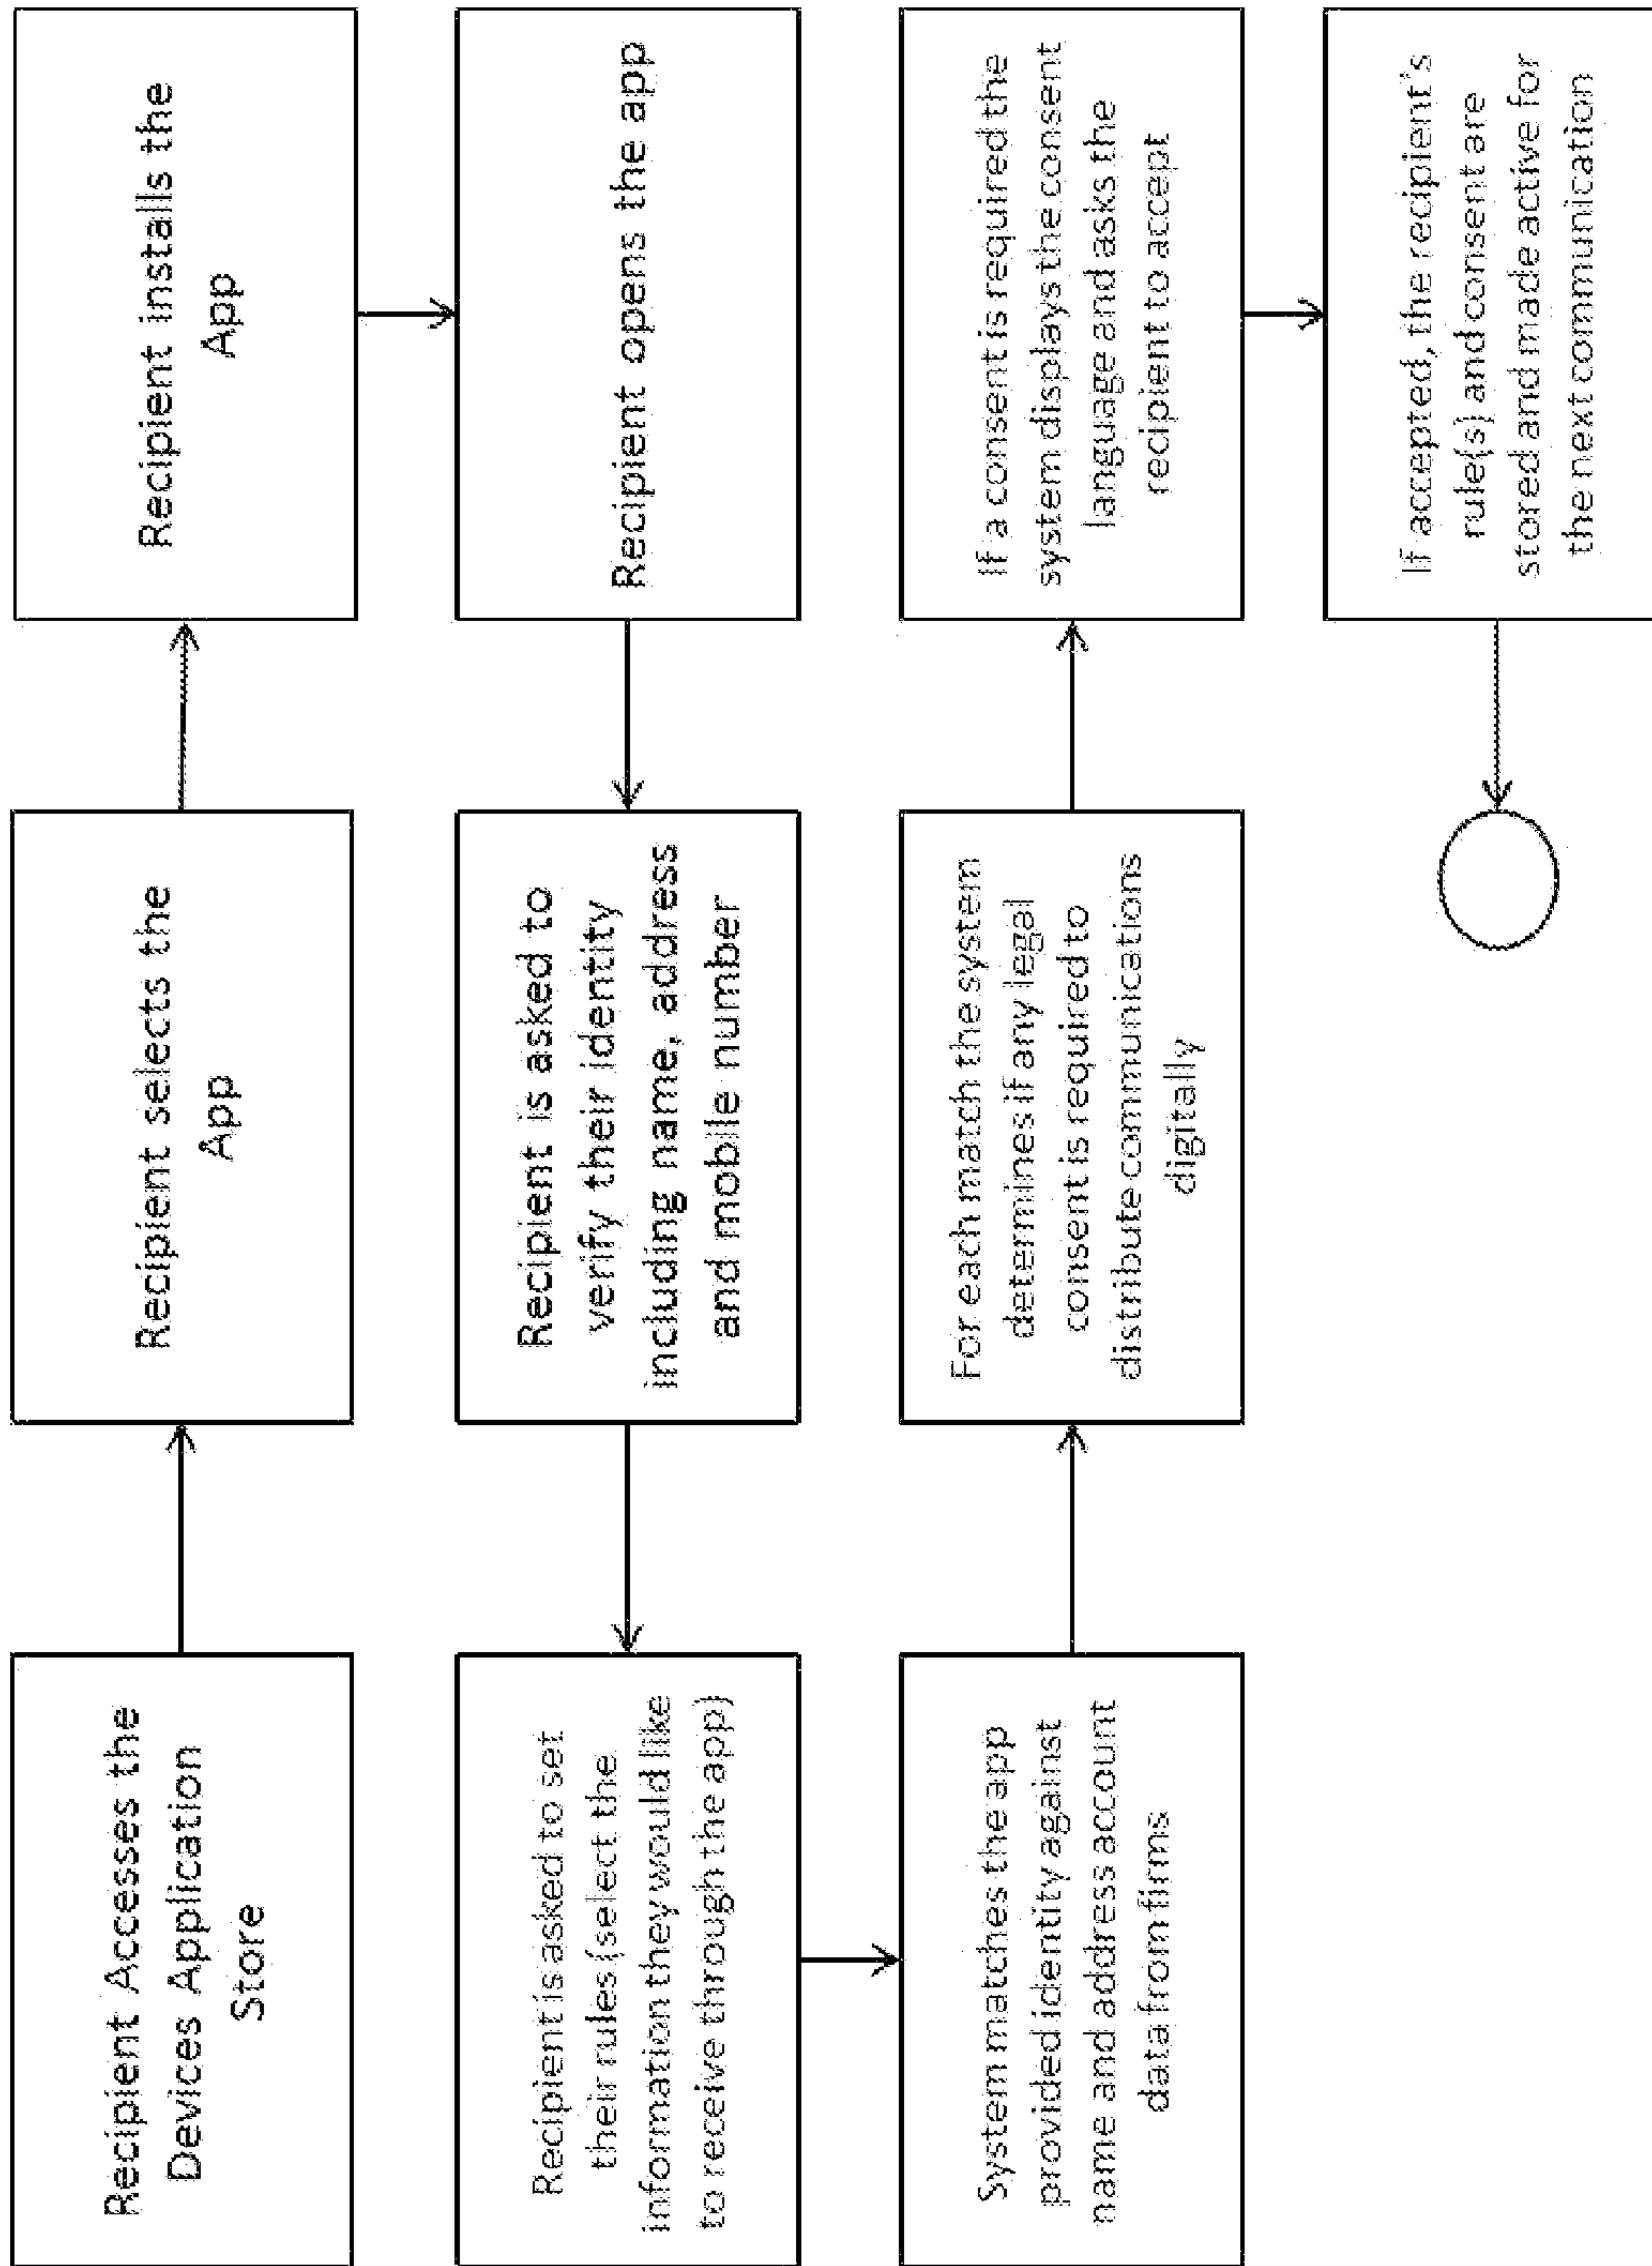 Recipient Accesses the
Devices Application
Store
Recipient selects the
App
Recipient installs the
App
Recipient opens the app
Recipient is asked to
verify their identity
including name, address
and mobile number
Recipient is asked to set
their rules (select the
information they would like
to receive through the app)
System matches the app
provided identity against
name and address account
data from firms
For each match the system
determines if any legal
consent is required to
distribute communications
digitally
If a consent is required the
system displays the consent
language and asks the
recipient to accept
If accepted, the recipient's
rule(s) and consent are
stored and made active for
the next communication